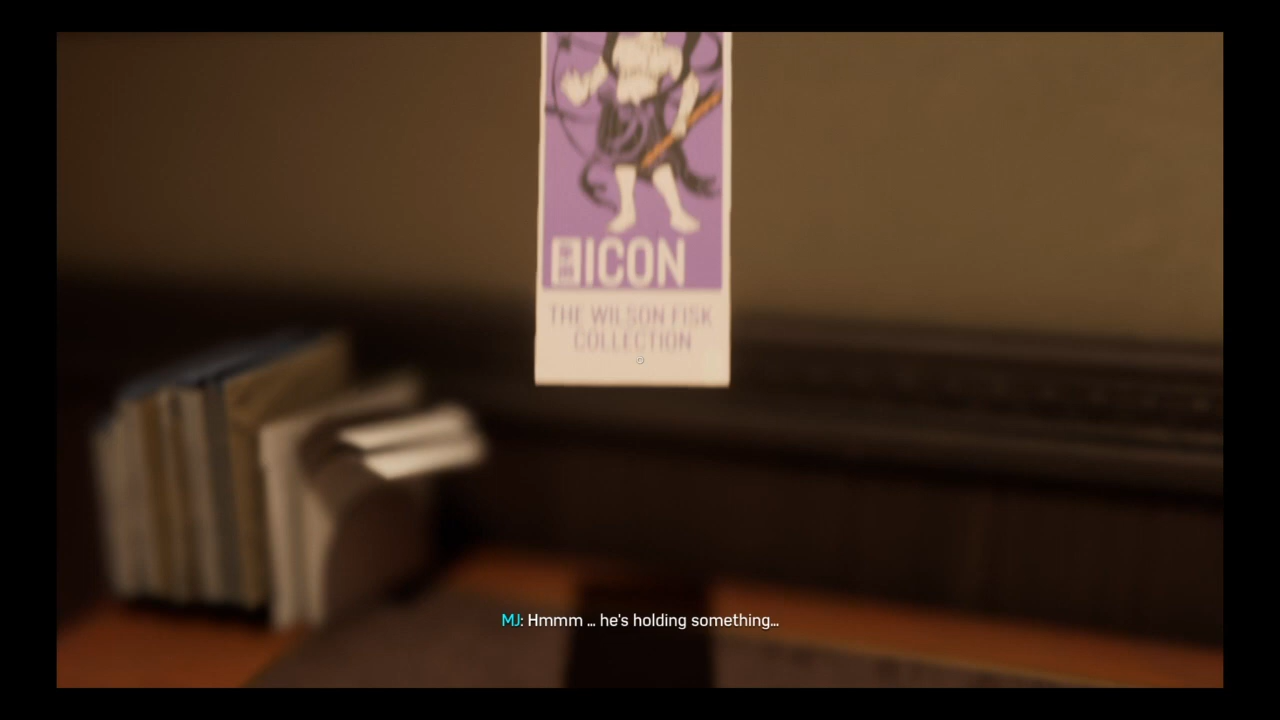 ICON
THE WILSON FISK
COLLECTION
MJ: Hmmm ... he's holding something...